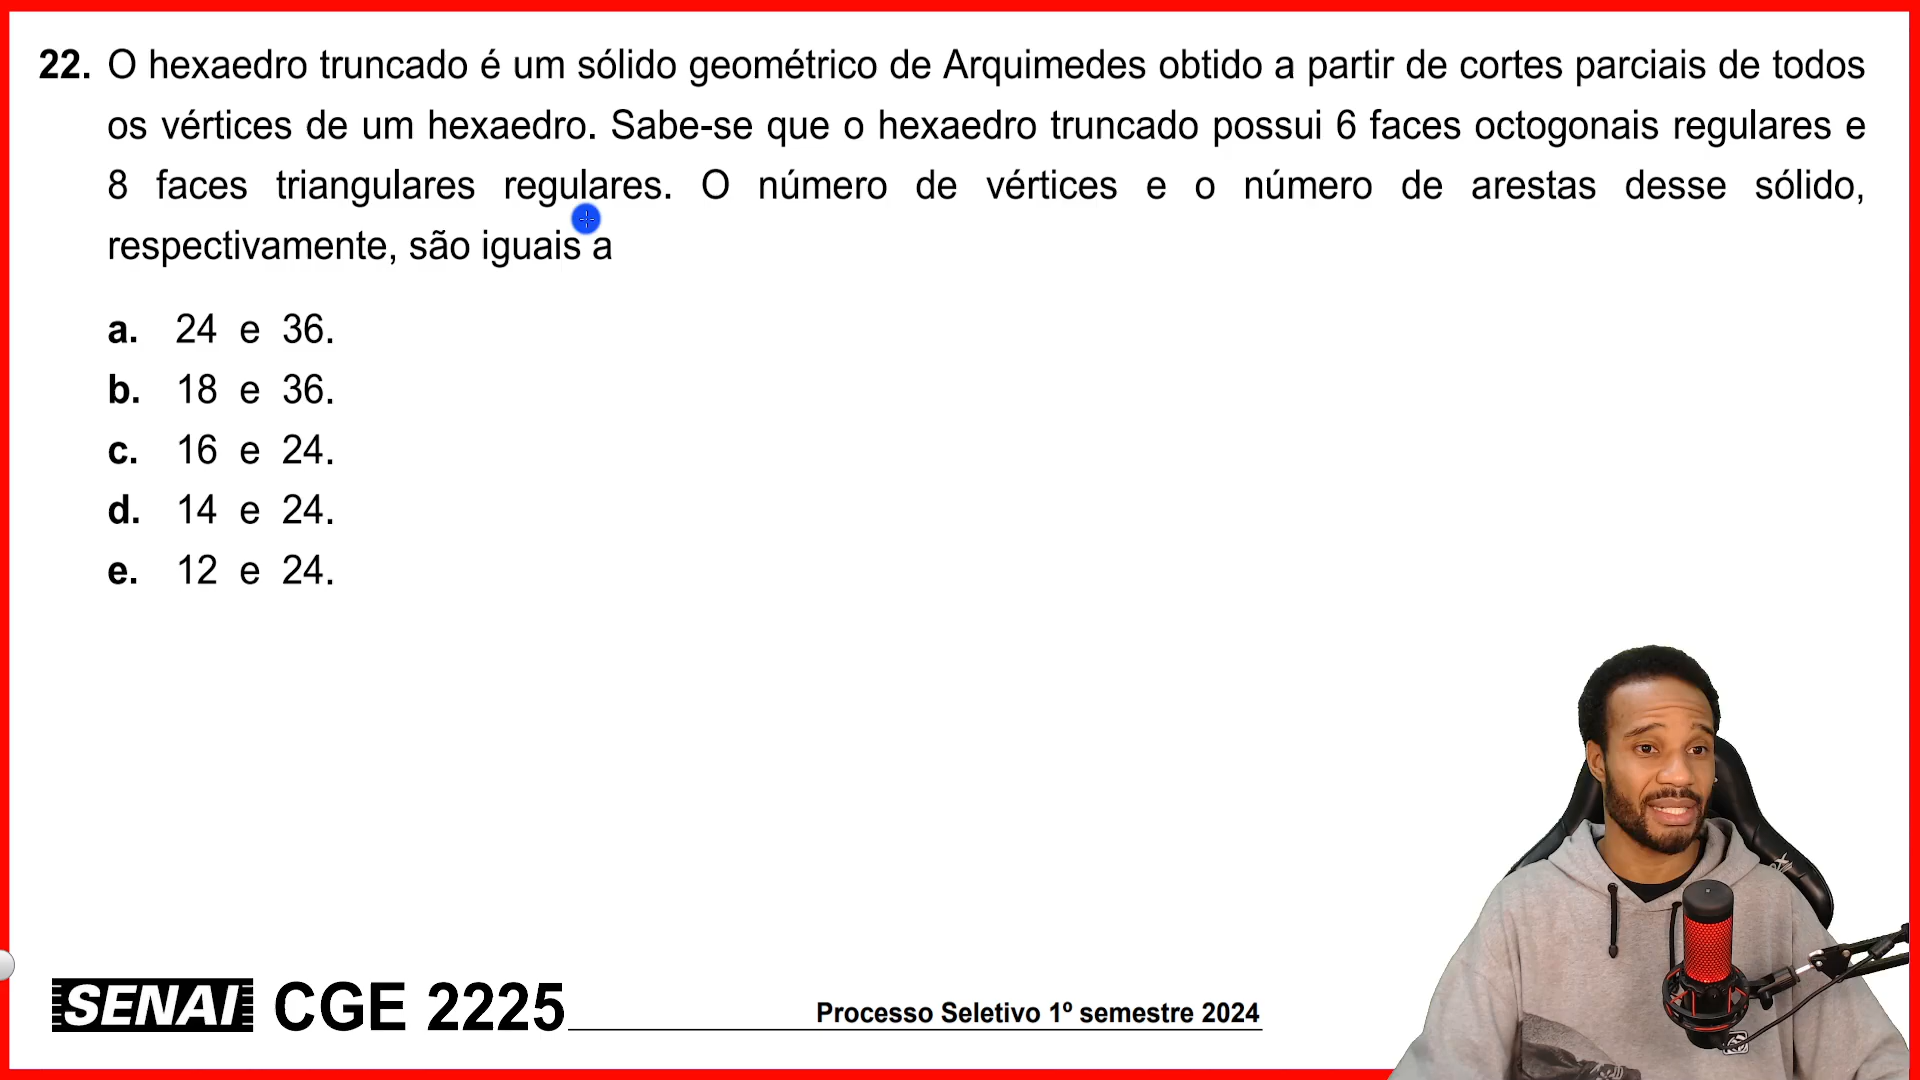 22. O hexaedro truncado é um sólido geométrico de Arquimedes obtido a partir de cortes parciais de todos
os vértices de um hexaedro. Sabe-se que o hexaedro truncado possui 6 faces octogonais regulares e
8 faces triangulares regulares. O número de vértices e o número de arestas desse sólido,
respectivamente, são iguais a
a. 24 e 36.
b. 18 e 36.
c. 16 e 24.
d. 14 e 24.
e. 12 e 24.
SENAI CGE 2225 Processo Seletivo 1º semestre 2024